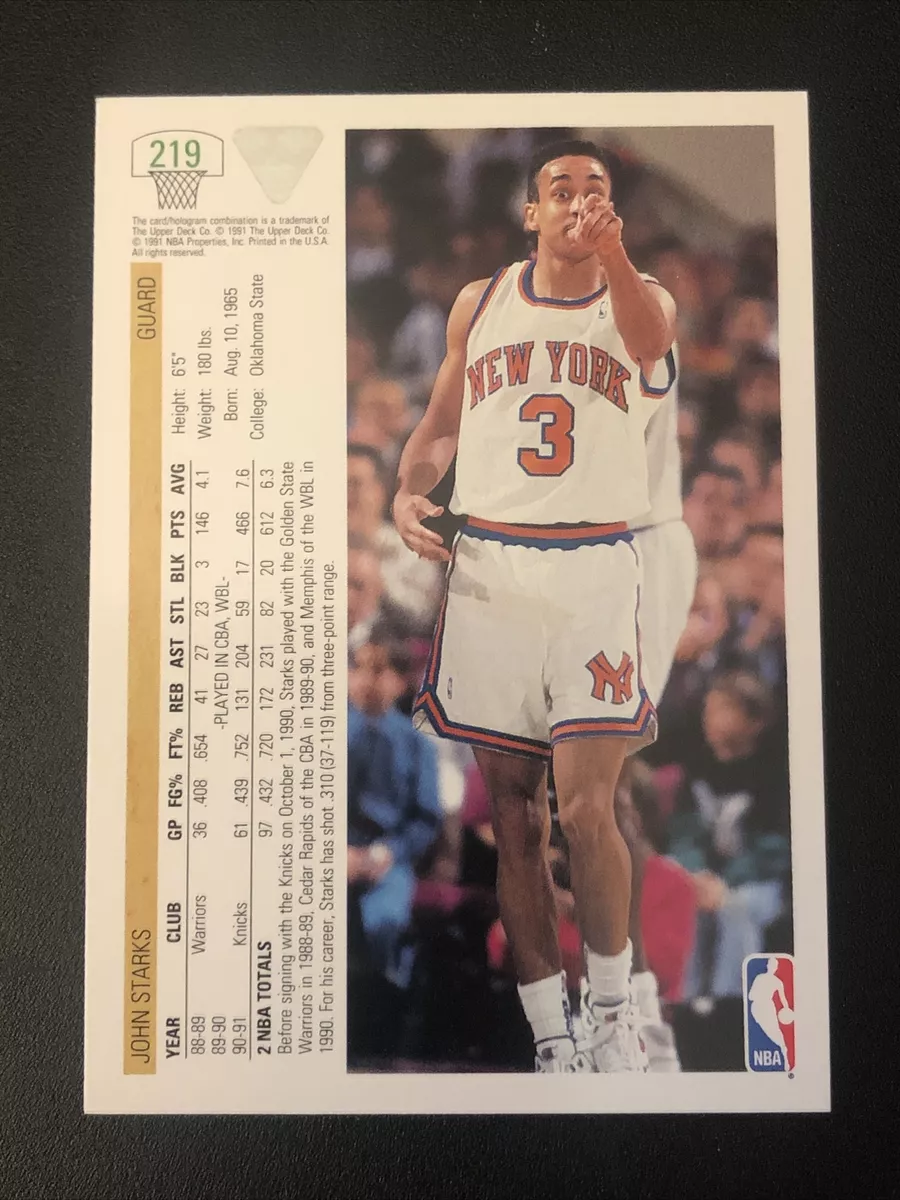 219
The card/hologram combination is a trademark of
The Upper Deck Co. © 1991 The Upper Deck Co.
© 1991 NBA Properties, Inc. Printed in the U.S.A.
All rights reserved.
JOHN STARKS GUARD
Height: 6'5"
Weight: 180 lbs.
Born: Aug. 10, 1965
College: Oklahoma State
YEAR CLUB GP FG% FT% REB AST STL BLK PTS AVG
88-89 Warriors 36 .408 .654 41 27 23 3 146 4.1
89-90 -PLAYED IN CBA, WBL-
90-91 Knicks 61 .439 .752 131 204 59 17 466 7.6
2 NBA TOTALS 97 .432 .720 172 231 82 20 612 6.3
Before signing with the Knicks on October 1, 1990, Starks played with the Golden State
Warriors in 1988-89, Cedar Rapids of the CBA in 1989-90, and Memphis of the WBL in
1990. For his career, Starks has shot .310 (37-119) from three-point range.
NEW YORK
3
NY
NBA
®